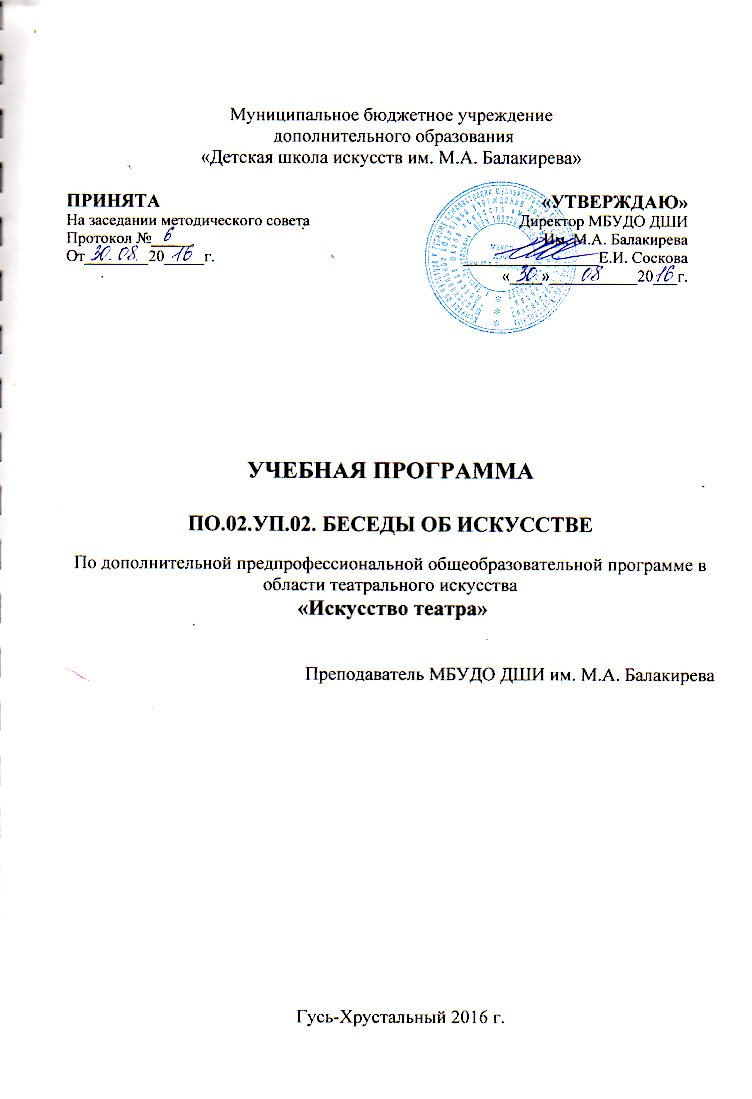 Муниципальное бюджетное учреждение
дополнительного образования
«Детская школа искусств им. М.А. Балакирева»
ПРИНЯТА
На заседании методического совета
Протокол № 6
От 30.08. 20 16 г.
«УТВЕРЖДАЮ»
Директор МБУДО ДШИ
Им. М.А. Балакирева
Е.И. Соскова
« 30 » 08 2016 г.
УЧЕБНАЯ ПРОГРАММА
ПО.02.УП.02. БЕСЕДЫ ОБ ИСКУССТВЕ
По дополнительной предпрофессиональной общеобразовательной программе в
области театрального искусства
«Искусство театра»
Преподаватель МБУДО ДШИ им. М.А. Балакирева
Гусь-Хрустальный 2016 г.